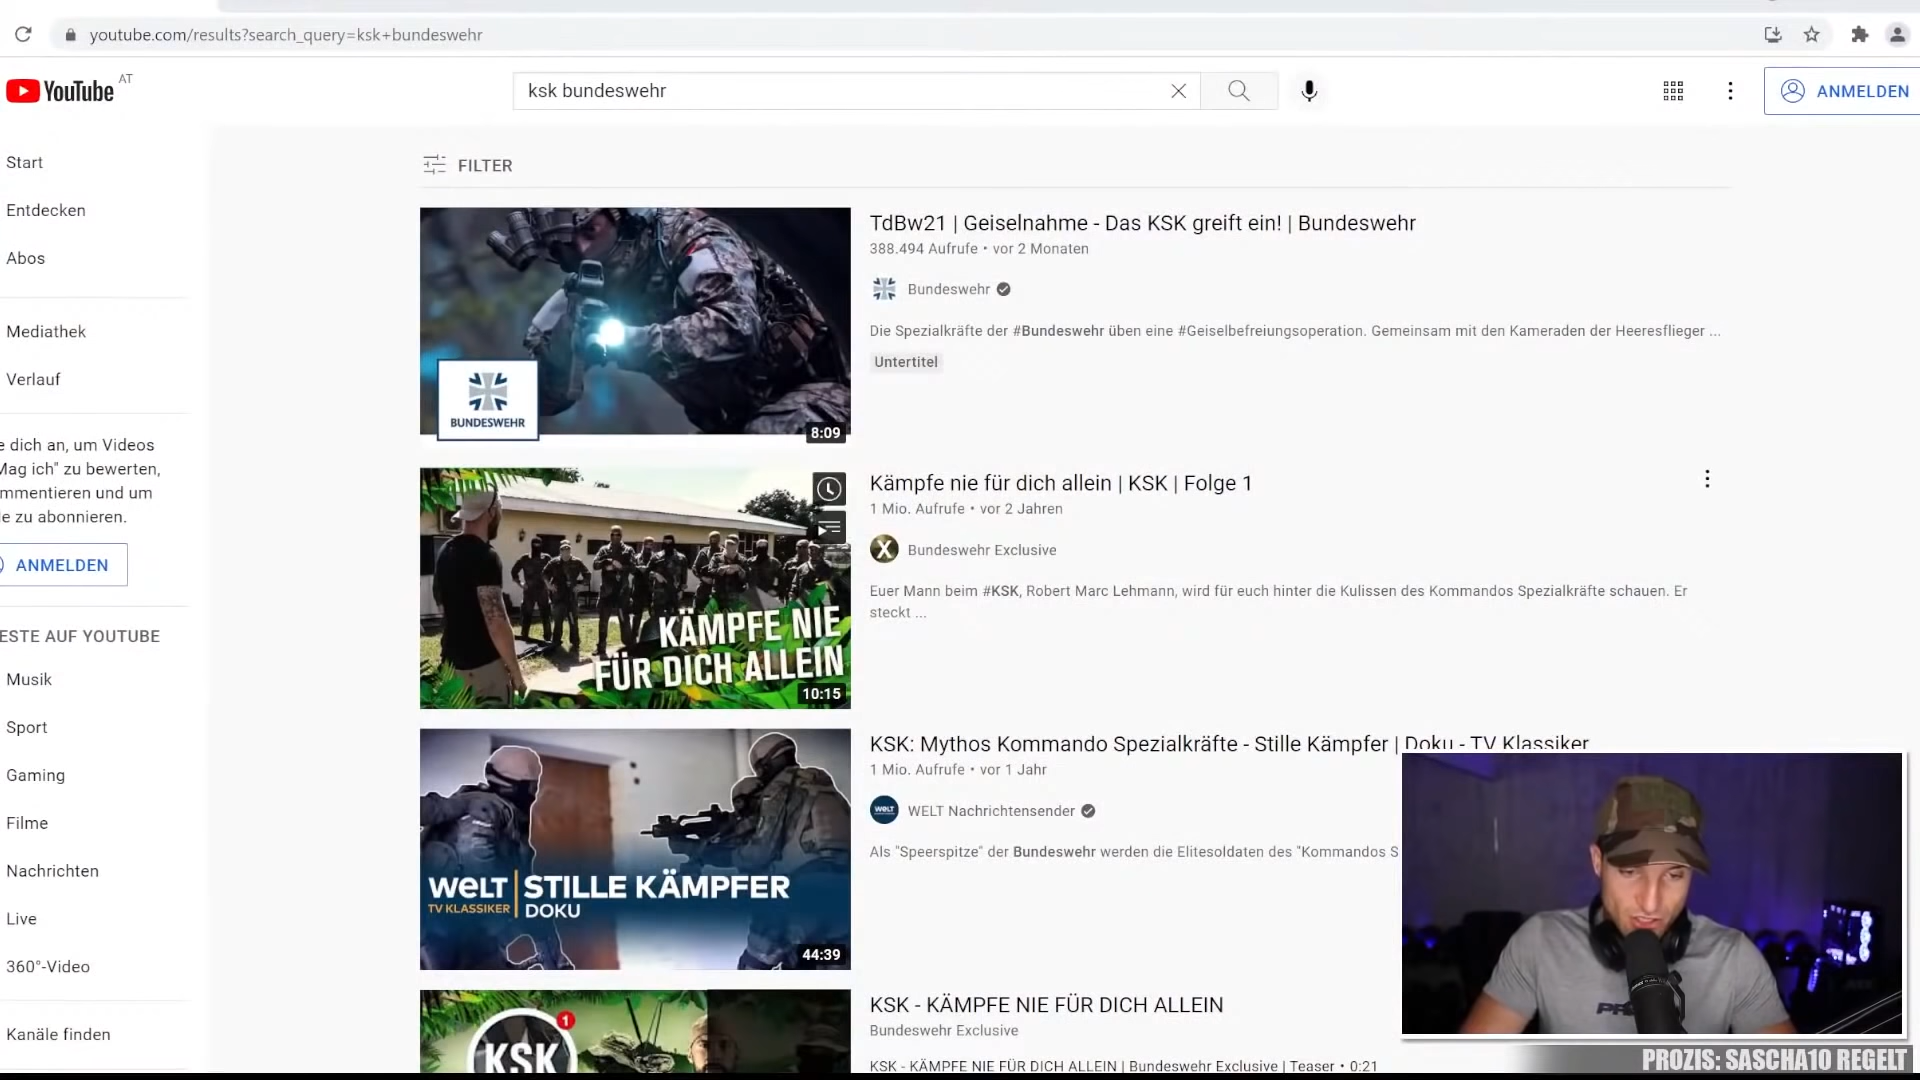 youtube.com/results?search_query=ksk+bundeswehr
YouTube AT
ksk bundeswehr
ANMELDEN
Start
Entdecken
Abos
Mediathek
Verlauf
e dich an, um Videos
Mag ich" zu bewerten,
mmentieren und um
e zu abonnieren.
ANMELDEN
ESTE AUF YOUTUBE
Musik
Sport
Gaming
Filme
Nachrichten
Live
360°-Video
Kanäle finden
FILTER
BUNDESWEHR
8:09
TdBw21 | Geiselnahme - Das KSK greift ein! | Bundeswehr
388.494 Aufrufe • vor 2 Monaten
Bundeswehr
Die Spezialkräfte der #Bundeswehr üben eine #Geiselbefreiungsoperation. Gemeinsam mit den Kameraden der Heeresflieger ...
Untertitel
KÄMPFE NIE
FÜR DICH ALLEIN
10:15
Kämpfe nie für dich allein | KSK | Folge 1
1 Mio. Aufrufe • vor 2 Jahren
X Bundeswehr Exclusive
Euer Mann beim #KSK, Robert Marc Lehmann, wird für euch hinter die Kulissen des Kommandos Spezialkräfte schauen. Er
steckt ...
WELT STILLE KÄMPFER
TV KLASSIKER DOKU
44:39
KSK: Mythos Kommando Spezialkräfte - Stille Kämpfer | Doku - TV Klassiker
1 Mio. Aufrufe • vor 1 Jahr
WELT WELT Nachrichtensender
Als "Speerspitze" der Bundeswehr werden die Elitesoldaten des "Kommandos S
1
KSK
KSK - KÄMPFE NIE FÜR DICH ALLEIN
Bundeswehr Exclusive
KSK - KÄMPFE NIE FÜR DICH ALLEIN | Bundeswehr Exclusive | Teaser • 0:21
PROZIS: SASCHA10 REGELT